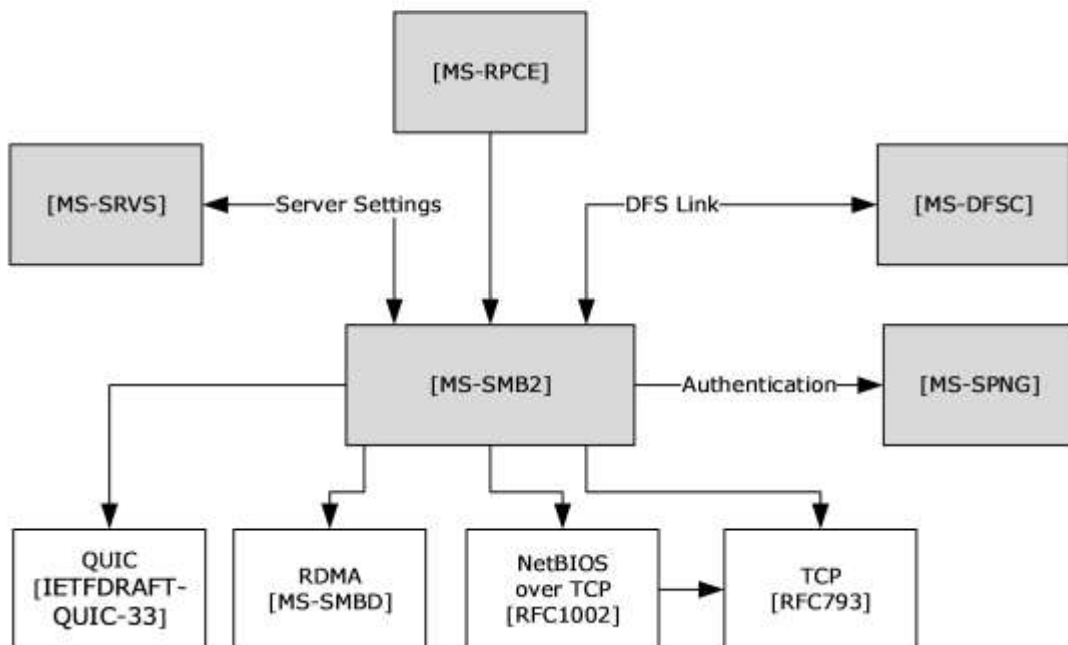 [MS-RPCE]
[MS-SRVS]
Server Settings
DFS Link
[MS-DFSC]
[MS-SMB2]
Authentication
[MS-SPNG]
QUIC
[IETFDRAFT-
QUIC-33]
RDMA
[MS-SMBD]
NetBIOS
over TCP
[RFC1002]
TCP
[RFC793]